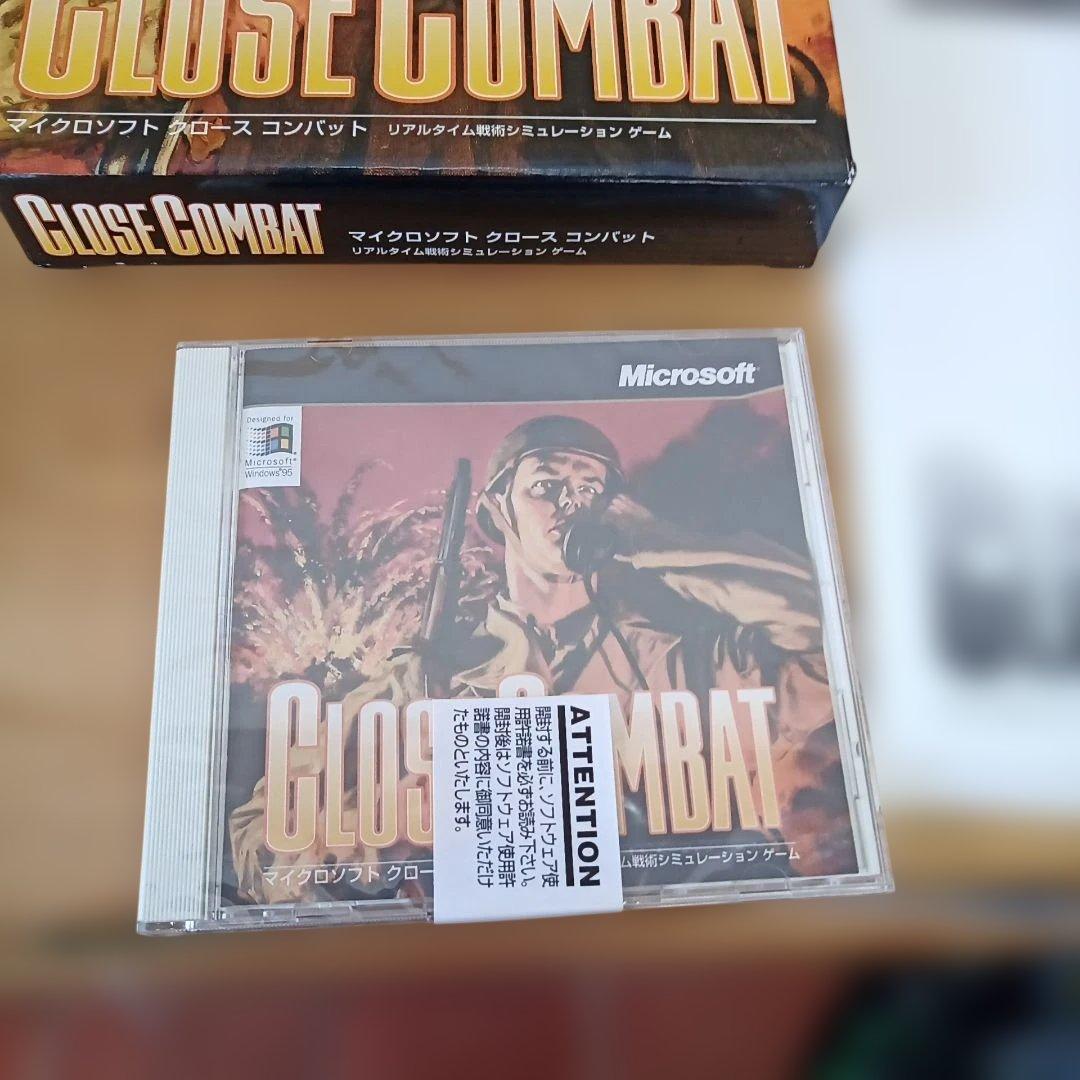 CLOSE COMBAT
マイクロソフト クロース コンバット リアルタイム戦術シミュレーション ゲーム
CLOSE COMBAT
マイクロソフト クロース コンバット
リアルタイム戦術シミュレーション ゲーム
Microsoft
Designed for
Microsoft®
Windows®95
CLOS
MBAT
マイクロソフト クロー
ム戦術シミュレーション ゲーム
ATTENTION
開封する前に、ソフトウェア使
用許諾書を必ずお読み下さい。
開封後はソフトウェア使用許
諾書の内容に御同意いただけ
たものといたします。